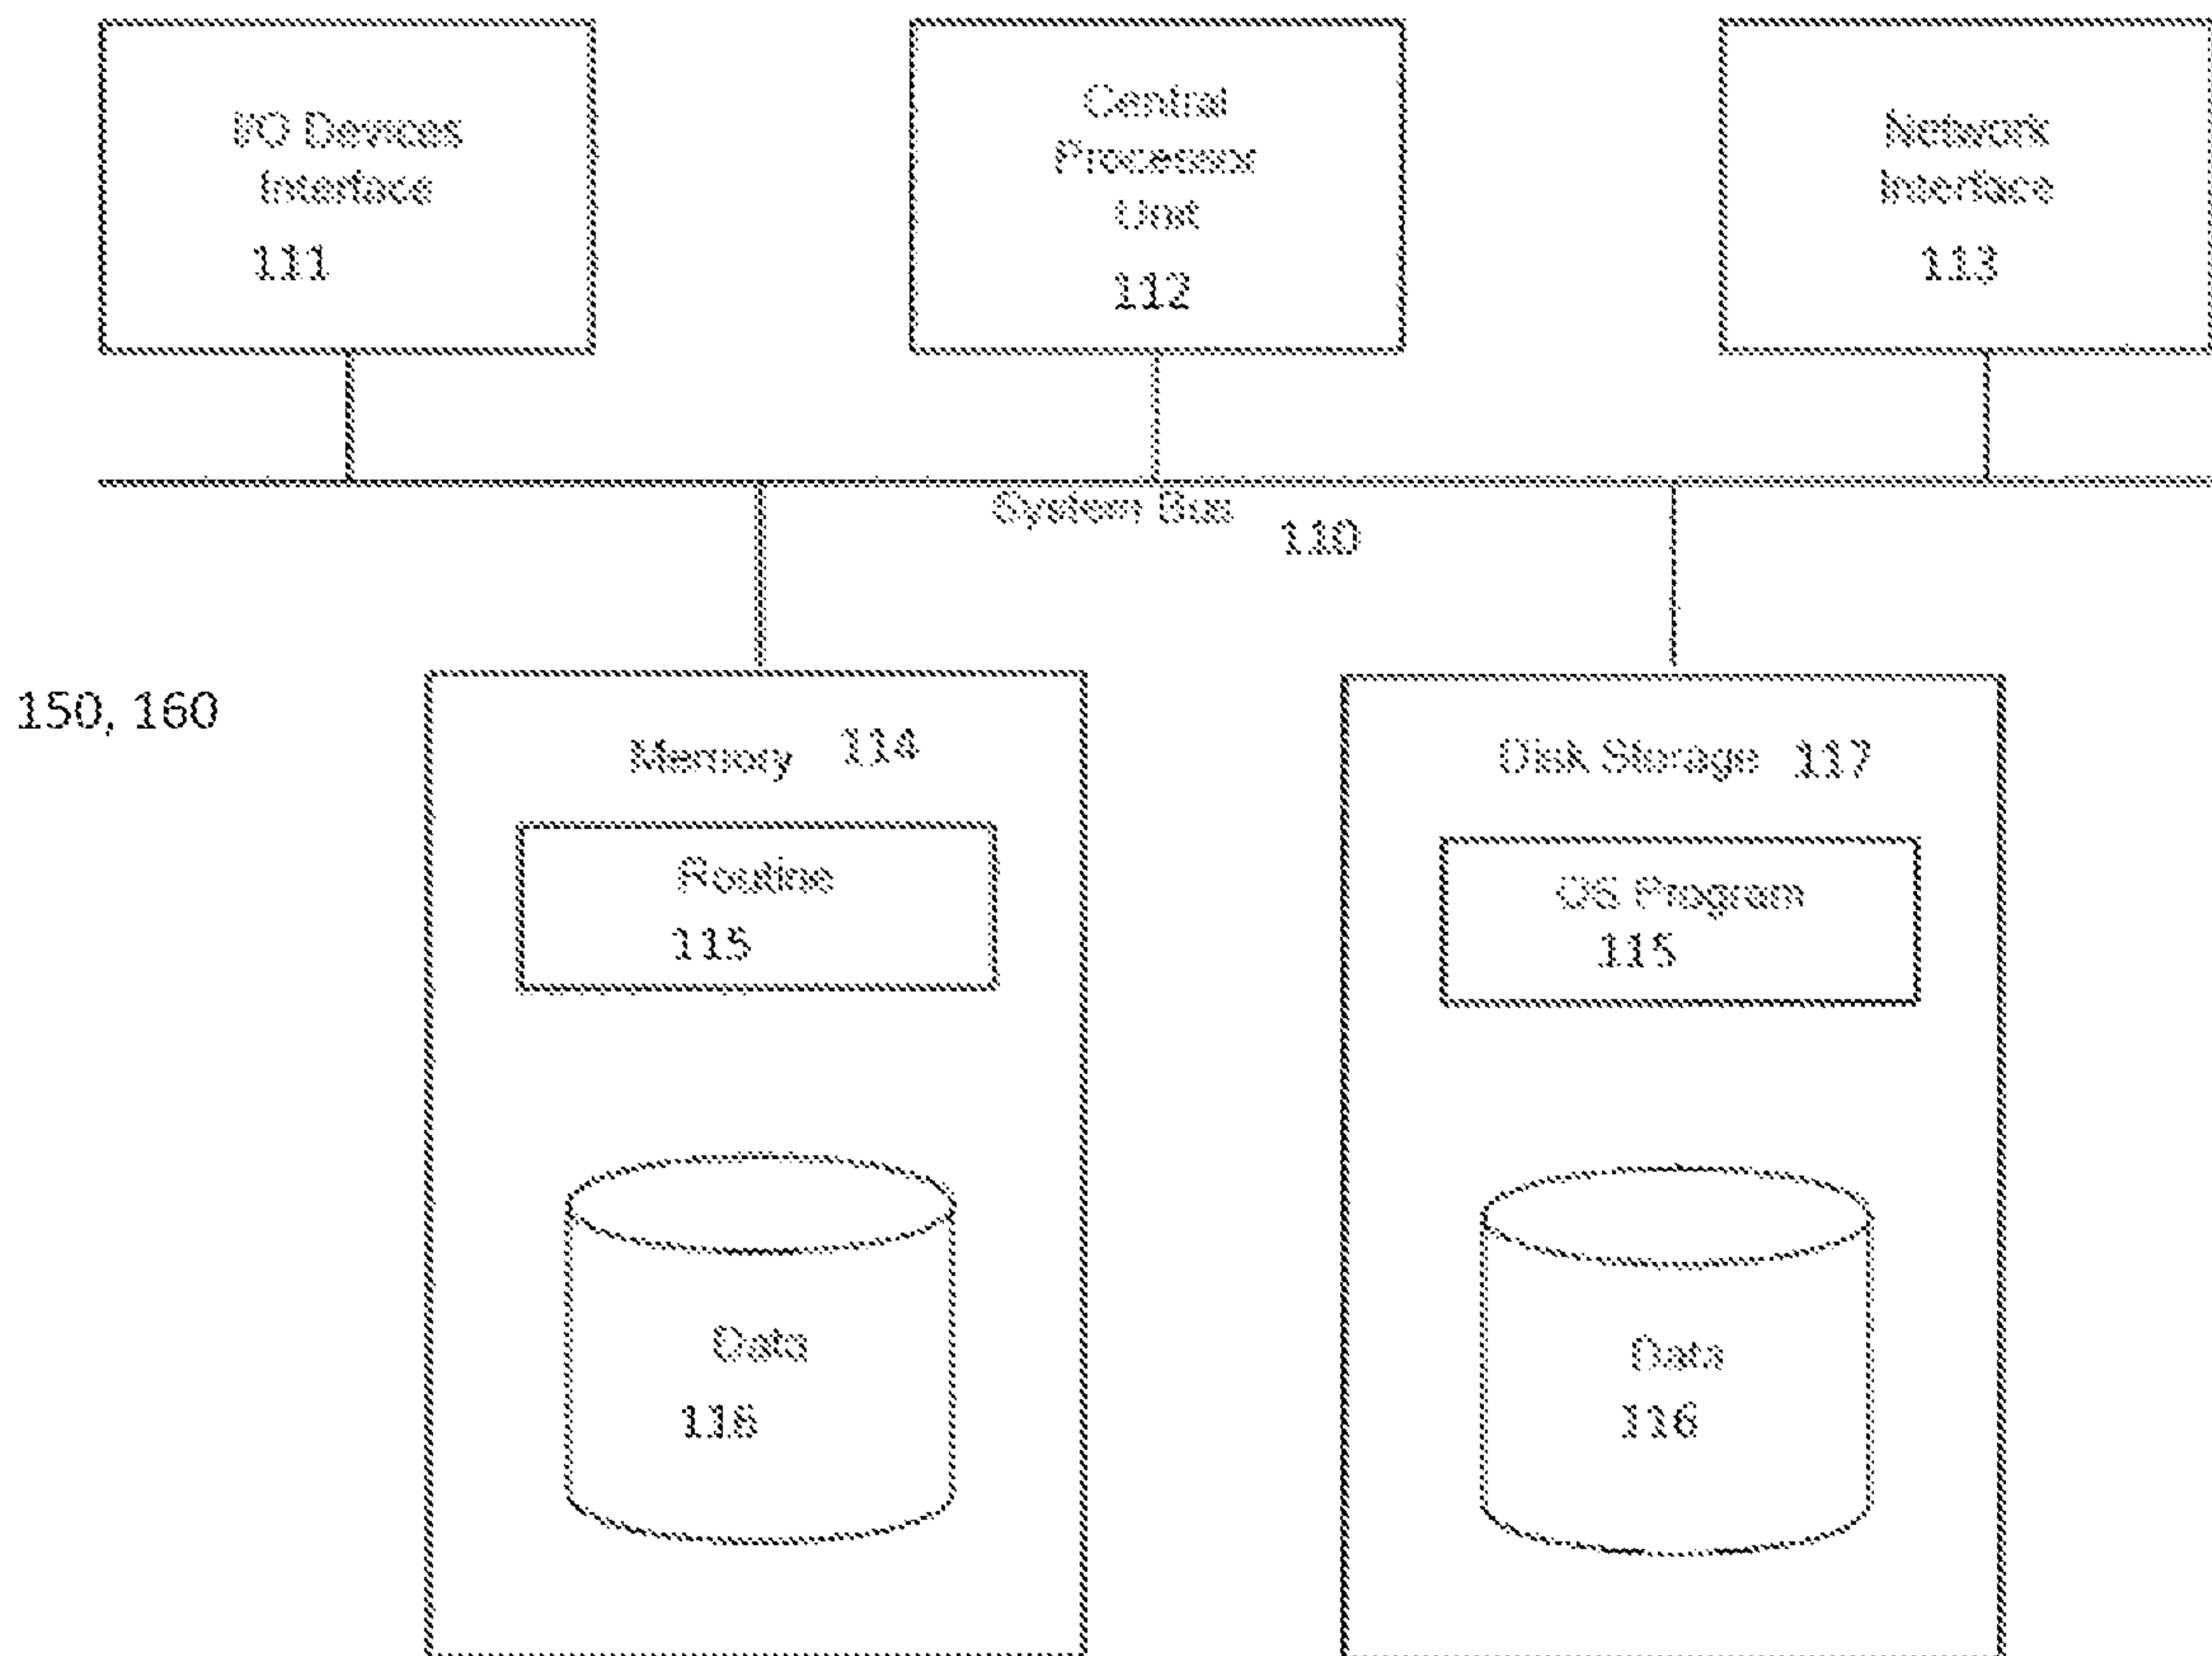 I/O Devices
Interface
111
Central
Processor
Unit
112
Network
Interface
113
System Bus
110
150, 160
Memory 114
Routine
115
Data
116
Disk Storage 117
OS Program
115
Data
116